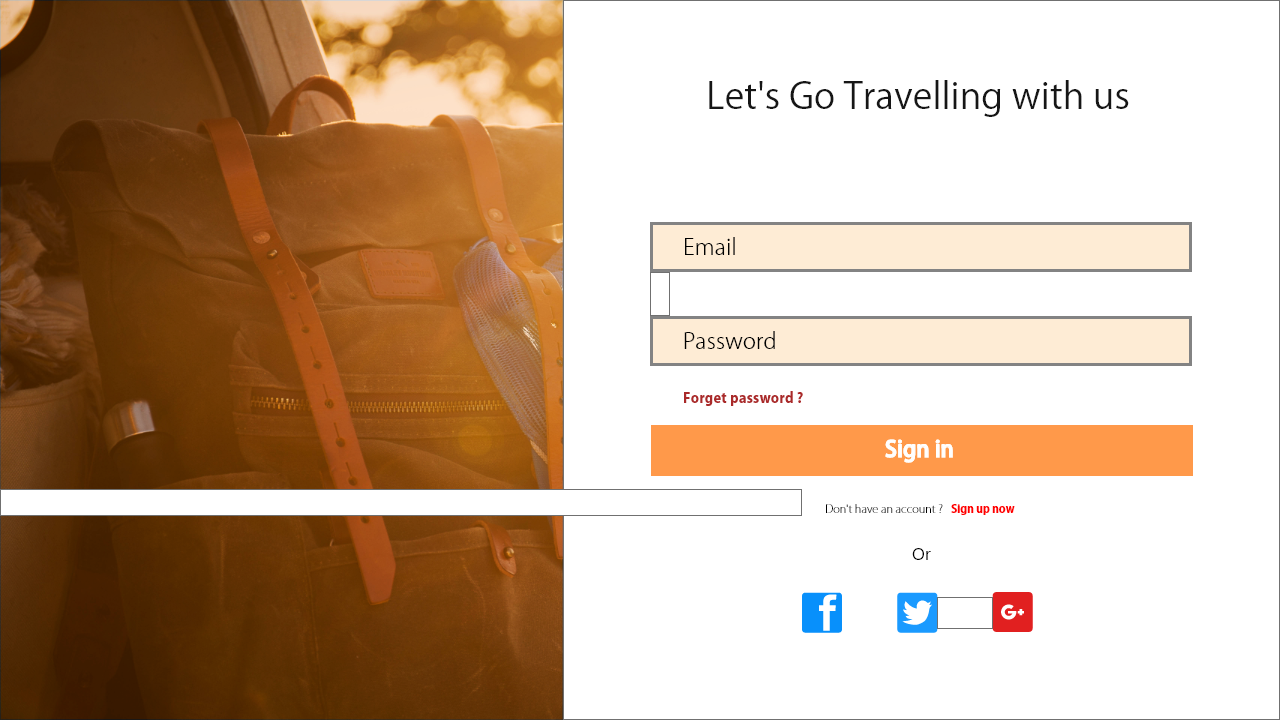 Let's Go Travelling with us
Email
Password
Forget password ?
Sign in
Don't have an account ? Sign up now
Or
f
G+